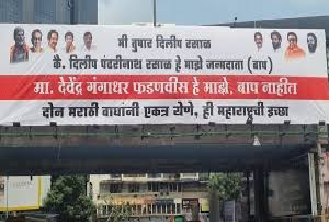 मी तुषार दिलीप रसाळ
कै. दिलीप पंढरीनाथ रसाळ हे माझे जन्मदाता (बाप)
मा. देवेंद्र गंगाधर फडणवीस हे माझे, बाप नाहीत
दोन मराठी वाघांनी एकत्र येणे, ही महाराष्ट्राची इच्छा